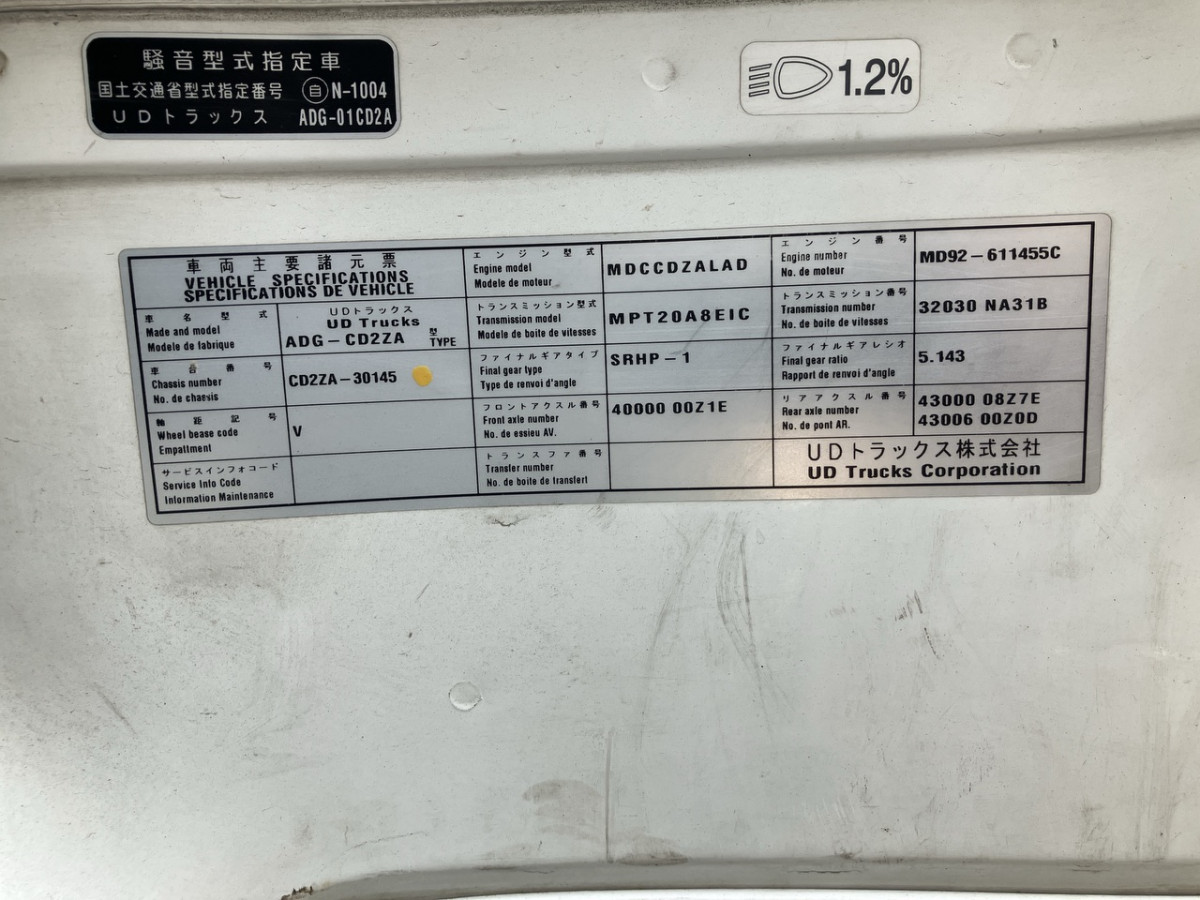 騒音型式指定車
国土交通省型式指定番号 自 N-1004
UDトラックス ADG-01CD2A
1.2%
車両主要諸元票
VEHICLE SPECIFICATIONS
SPECIFICATIONS DE VEHICLE
車名型式
Made and model
Modele de fabrique
UDトラックス
UD Trucks
ADG-CD2ZA 型 TYPE
車台番号
Chassis number
No. de chassis
CD2ZA-30145
軸距記号
Wheel bease code
Empattment
V
サービスインフォコード
Service Info Code
Information Maintenance
エンジン型式
Engine model
Modele de moteur
MDCCDZALAD
トランスミッション型式
Transmission model
Modele de boite de vitesses
MPT20A8EIC
ファイナルギアタイプ
Final gear type
Type de renvoi d'angle
SRHP-1
フロントアクスル番号
Front axle number
No. de essieu AV.
40000 00Z1E
トランスファ番号
Transfer number
No. de boite de transfert
エンジン番号
Engine number
No. de moteur
MD92-611455C
トランスミッション番号
Transmission number
No. de boite de vitesses
32030 NA31B
ファイナルギアレシオ
Final gear ratio
Rapport de renvoi d'angle
5.143
リアアクスル番号
Rear axle number
No. de pont AR.
43000 08Z7E
43006 00Z0D
UDトラックス株式会社
UD Trucks Corporation